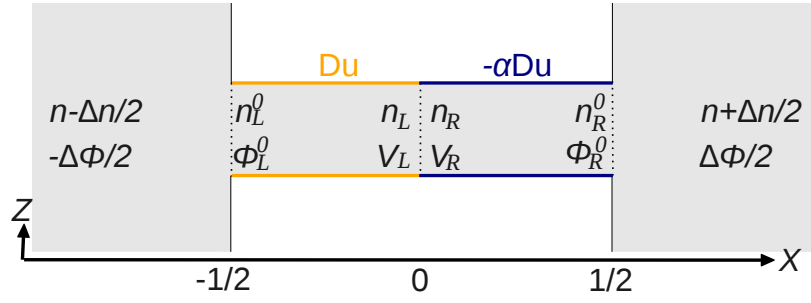 Du -αDu
n-Δn/2 n_L^0 n_L n_R n_R^0 n+Δn/2
-ΔΦ/2 Φ_L^0 V_L V_R Φ_R^0 ΔΦ/2
Z
X
-1/2 0 1/2